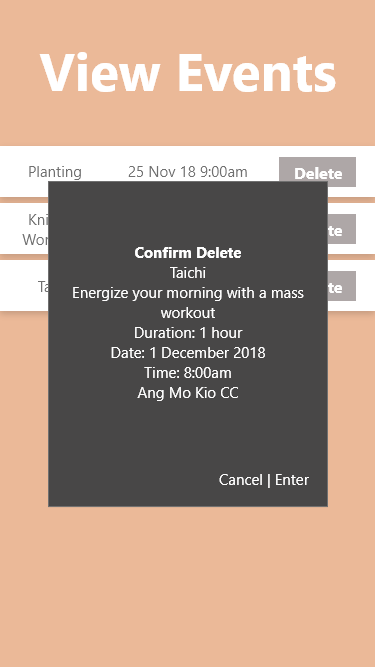 View Events
Planting 25 Nov 18 9:00am Delete
Confirm Delete
Taichi
Energize your morning with a mass
workout
Duration: 1 hour
Date: 1 December 2018
Time: 8:00am
Ang Mo Kio CC
Cancel | Enter